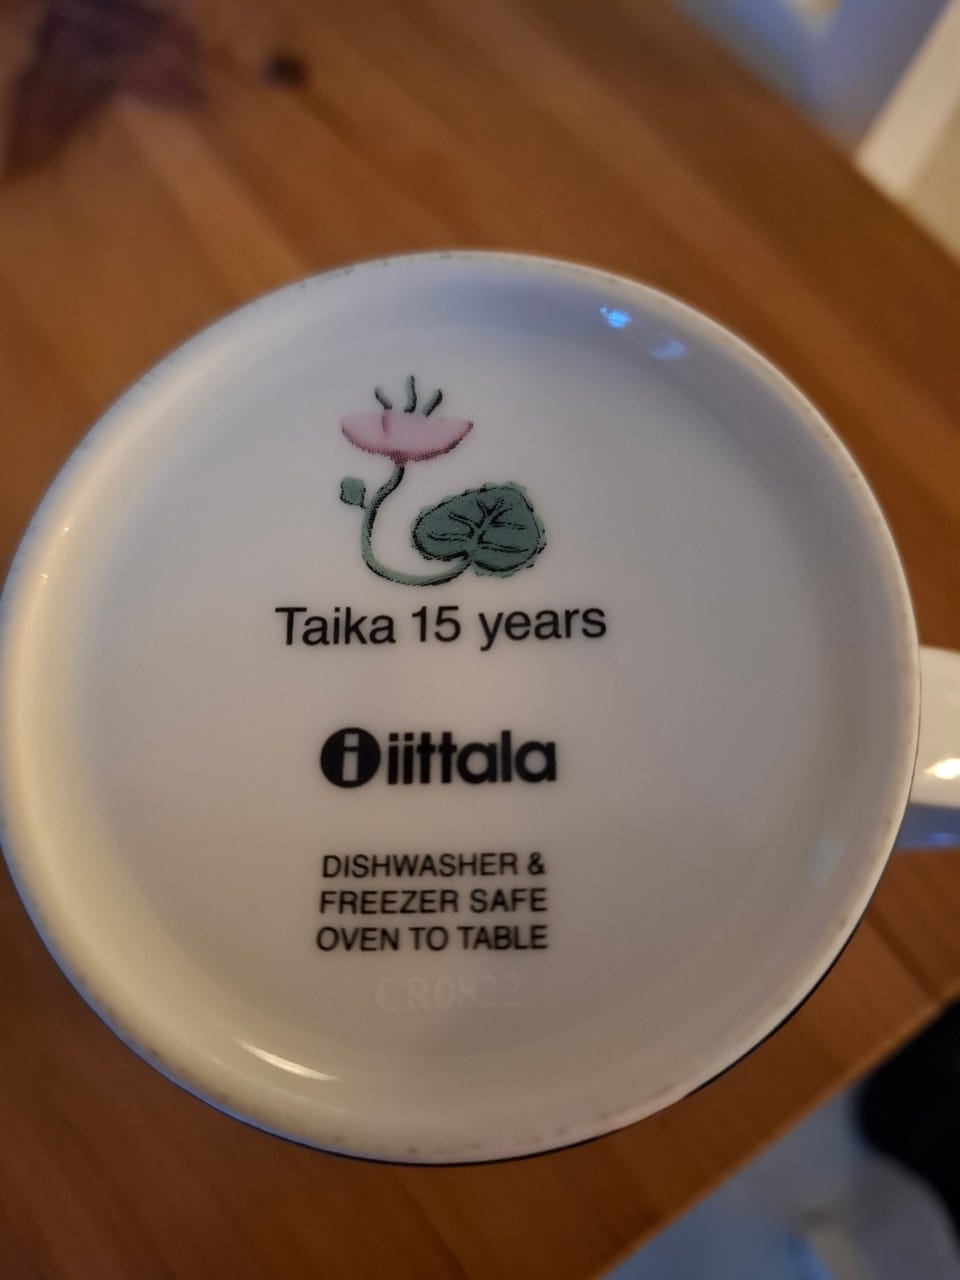 Taika 15 years
iittala
DISHWASHER &
FREEZER SAFE
OVEN TO TABLE
CR0822